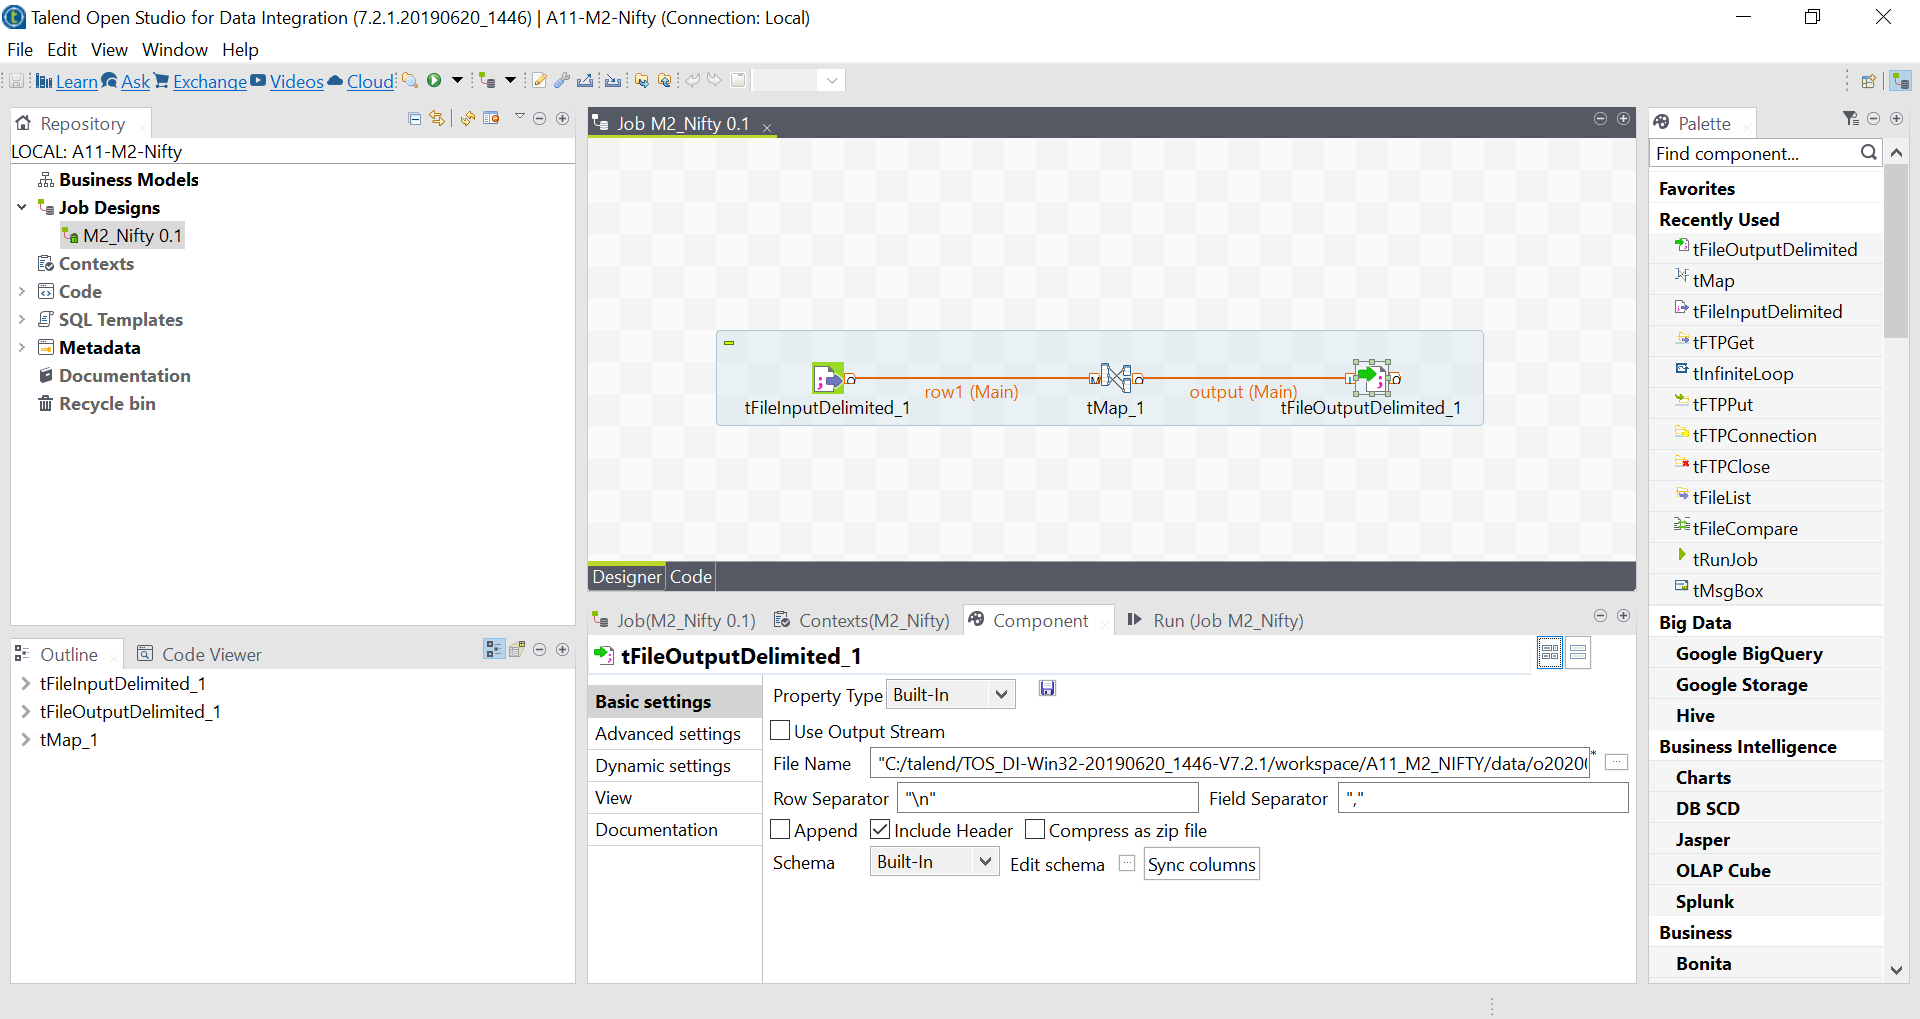 Talend Open Studio for Data Integration (7.2.1.20190620_1446) | A11-M2-Nifty (Connection: Local)
File Edit View Window Help
Learn Ask Exchange Videos Cloud
Repository
LOCAL: A11-M2-Nifty
Business Models
Job Designs
M2_Nifty 0.1
Contexts
Code
SQL Templates
Metadata
Documentation
Recycle bin
Outline
Code Viewer
tFileInputDelimited_1
tFileOutputDelimited_1
tMap_1
Job M2_Nifty 0.1
row1 (Main)
output (Main)
tFileInputDelimited_1
tMap_1
tFileOutputDelimited_1
Designer Code
Job(M2_Nifty 0.1) Contexts(M2_Nifty) Component Run (Job M2_Nifty)
tFileOutputDelimited_1
Basic settings
Advanced settings
Dynamic settings
View
Documentation
Property Type Built-In
Use Output Stream
File Name "C:/talend/TOS_DI-Win32-20190620_1446-V7.2.1/workspace/A11_M2_NIFTY/data/o2020 *
Row Separator "\n" Field Separator ","
Append Include Header Compress as zip file
Schema Built-In Edit schema Sync columns
Palette
Find component...
Favorites
Recently Used
tFileOutputDelimited
tMap
tFileInputDelimited
tFTPGet
tInfiniteLoop
tFTPPut
tFTPConnection
tFTPClose
tFileList
tFileCompare
tRunJob
tMsgBox
Big Data
Google BigQuery
Google Storage
Hive
Business Intelligence
Charts
DB SCD
Jasper
OLAP Cube
Splunk
Business
Bonita